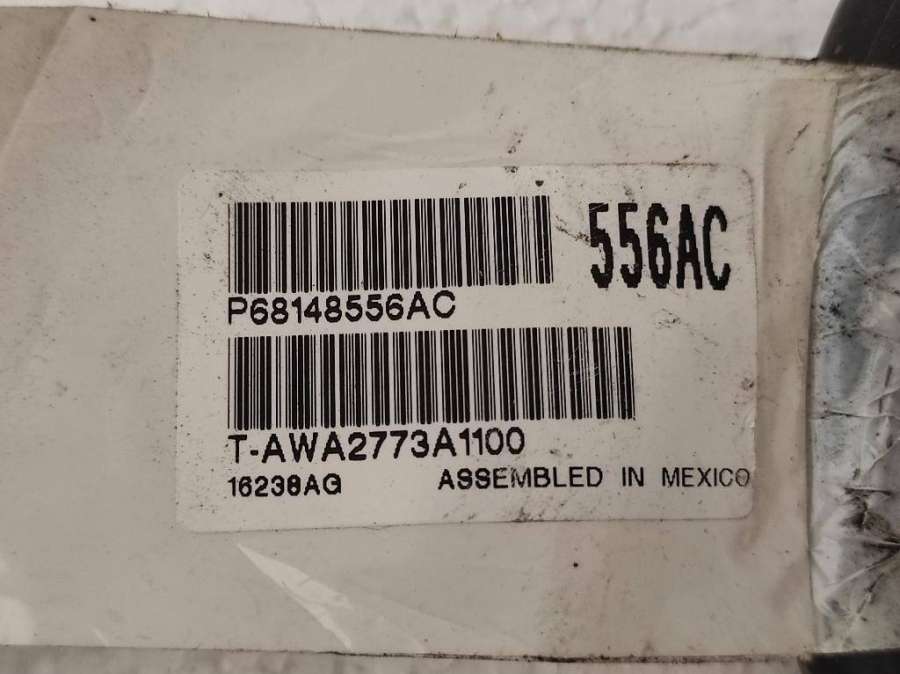 556AC
P68148556AC
T-AWA2773A1100
16238AG ASSEMBLED IN MEXICO